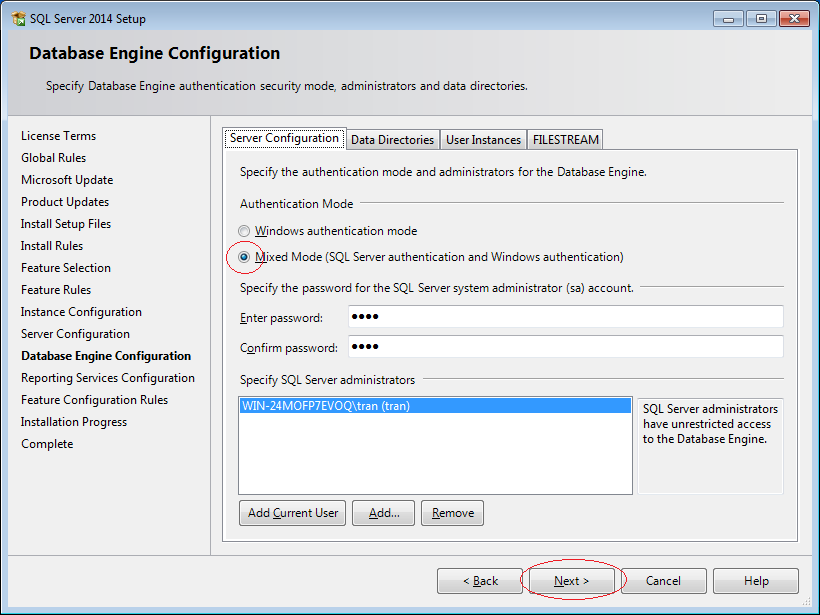 SQL Server 2014 Setup
Database Engine Configuration
Specify Database Engine authentication security mode, administrators and data directories.
License Terms
Global Rules
Microsoft Update
Product Updates
Install Setup Files
Install Rules
Feature Selection
Feature Rules
Instance Configuration
Server Configuration
Database Engine Configuration
Reporting Services Configuration
Feature Configuration Rules
Installation Progress
Complete
Server Configuration Data Directories User Instances FILESTREAM
Specify the authentication mode and administrators for the Database Engine.
Authentication Mode
Windows authentication mode
Mixed Mode (SQL Server authentication and Windows authentication)
Specify the password for the SQL Server system administrator (sa) account.
Enter password: ●●●●
Confirm password: ●●●●
Specify SQL Server administrators
WIN-24MOFP7EVOQ\tran (tran)
SQL Server administrators
have unrestricted access
to the Database Engine.
Add Current User Add... Remove
< Back Next > Cancel Help